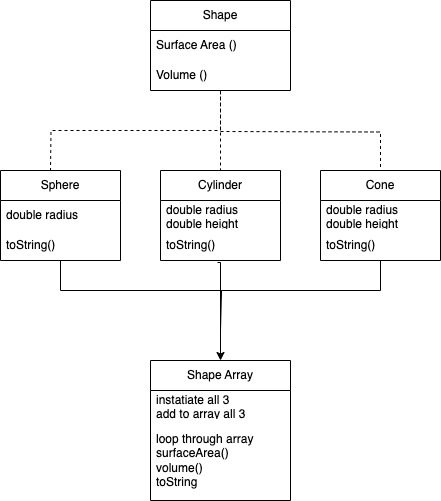 Shape
Surface Area ()
Volume ()
Sphere
double radius
toString()
Cylinder
double radius
double height
toString()
Cone
double radius
double height
toString()
Shape Array
instatiate all 3
add to array all 3
loop through array
surfaceArea()
volume()
toString